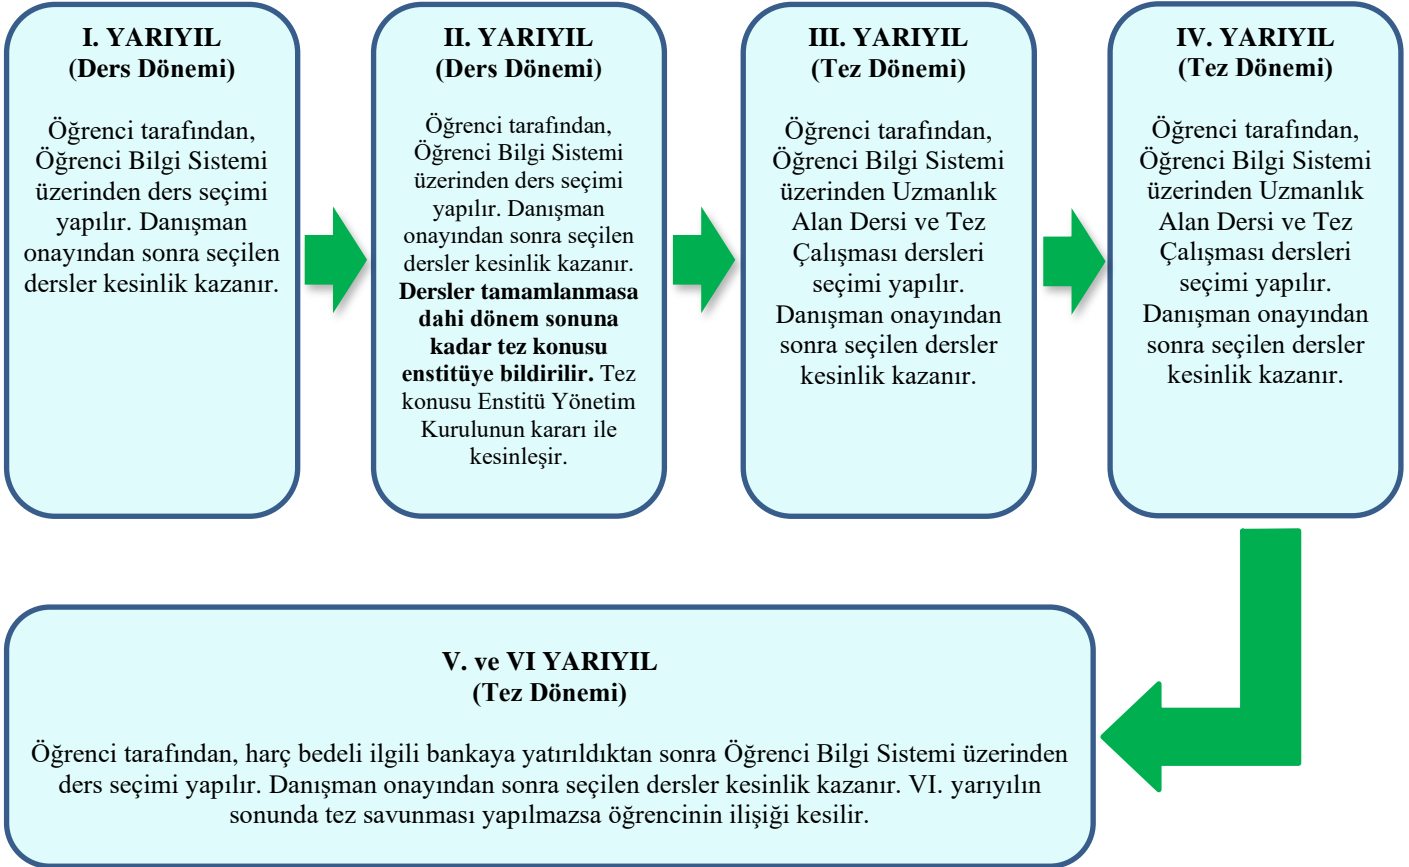 I. YARIYIL
(Ders Dönemi)
Öğrenci tarafından,
Öğrenci Bilgi Sistemi
üzerinden ders seçimi
yapılır. Danışman
onayından sonra seçilen
dersler kesinlik kazanır.
II. YARIYIL
(Ders Dönemi)
Öğrenci tarafından,
Öğrenci Bilgi Sistemi
üzerinden ders seçimi
yapılır. Danışman
onayından sonra seçilen
dersler kesinlik kazanır.
Dersler tamamlanmasa
dahi dönem sonuna
kadar tez konusu
enstitüye bildirilir. Tez
konusu Enstitü Yönetim
Kurulunun kararı ile
kesinleşir.
III. YARIYIL
(Tez Dönemi)
Öğrenci tarafından,
Öğrenci Bilgi Sistemi
üzerinden Uzmanlık
Alan Dersi ve Tez
Çalışması dersleri
seçimi yapılır.
Danışman onayından
sonra seçilen dersler
kesinlik kazanır.
IV. YARIYIL
(Tez Dönemi)
Öğrenci tarafından,
Öğrenci Bilgi Sistemi
üzerinden Uzmanlık
Alan Dersi ve Tez
Çalışması dersleri
seçimi yapılır.
Danışman onayından
sonra seçilen dersler
kesinlik kazanır.
V. ve VI YARIYIL
(Tez Dönemi)
Öğrenci tarafından, harç bedeli ilgili bankaya yatırıldıktan sonra Öğrenci Bilgi Sistemi üzerinden
ders seçimi yapılır. Danışman onayından sonra seçilen dersler kesinlik kazanır. VI. yarıyılın
sonunda tez savunması yapılmazsa öğrencinin ilişiği kesilir.